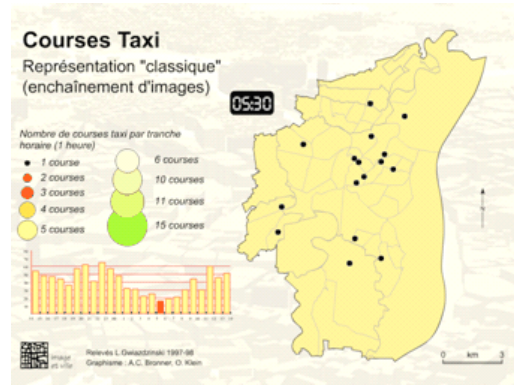 Courses Taxi
Représentation "classique"
(enchaînement d'images)
05:30
Nombre de courses taxi par tranche
horaire (1 heure)
1 course
2 courses
3 courses
4 courses
5 courses
6 courses
10 courses
11 courses
15 courses
image
et ville
Relevés L.Gwiazdzinski 1997-98
Graphisme : A.C. Bronner, O. Klein
0 km 3